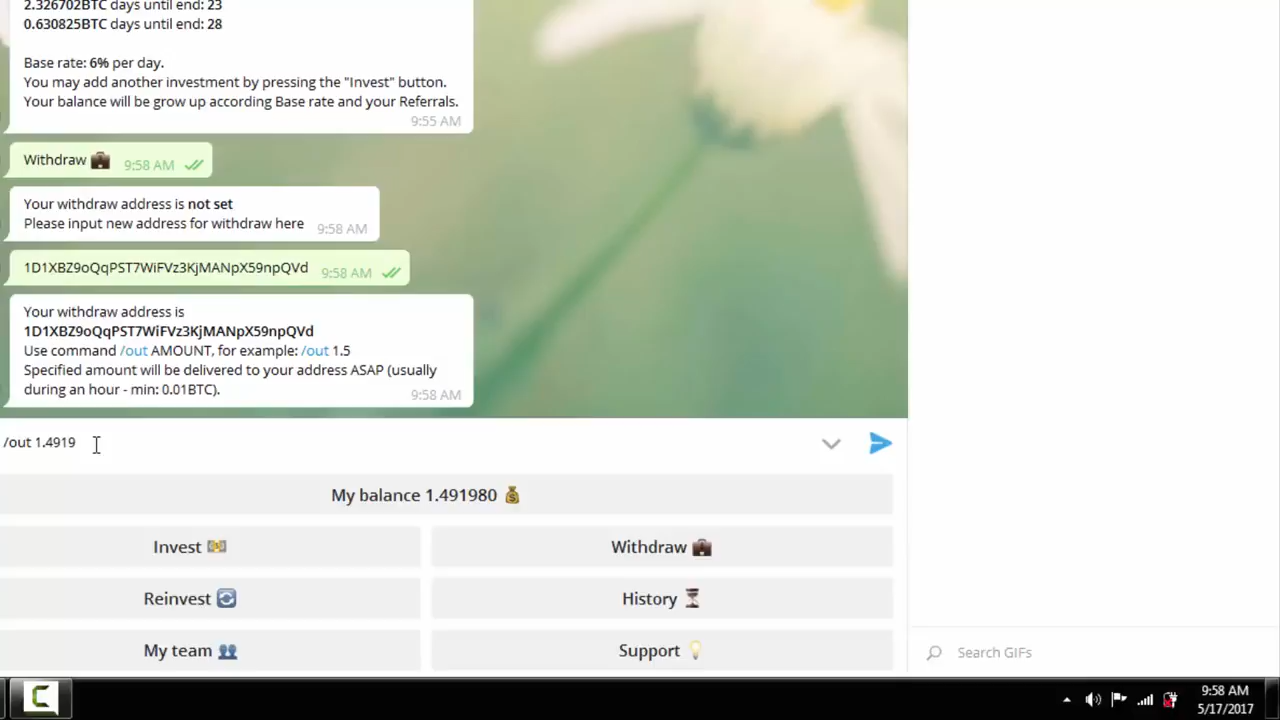 2.326702BTC days until end: 23
0.630825BTC days until end: 28
Base rate: 6% per day.
You may add another investment by pressing the "Invest" button.
Your balance will be grow up according Base rate and your Referrals.
9:55 AM
Withdraw 💼 9:58 AM
Your withdraw address is not set
Please input new address for withdraw here 9:58 AM
1D1XBZ9oQqPST7WiFVz3KjMANpX59npQVd 9:58 AM
Your withdraw address is
1D1XBZ9oQqPST7WiFVz3KjMANpX59npQVd
Use command /out AMOUNT, for example: /out 1.5
Specified amount will be delivered to your address ASAP (usually
during an hour - min: 0.01BTC). 9:58 AM
/out 1.4919
My balance 1.491980 💰
Invest 💵
Withdraw 💼
Reinvest 🔄
History ⏳
My team 👥
Support 💡
Search GIFs
9:58 AM
5/17/2017